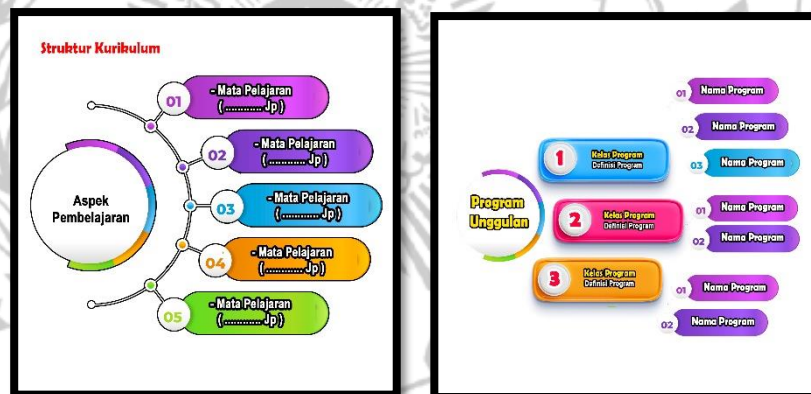 Struktur Kurikulum
Aspek
Pembelajaran
01
- Mata Pelajaran
(............ Jp )
02
- Mata Pelajaran
(............ Jp )
03
- Mata Pelajaran
(............ Jp )
04
- Mata Pelajaran
(............ Jp )
05
- Mata Pelajaran
(............ Jp )
Program
Unggulan
1
Kelas Program
Definisi Program
01 Nama Program
02 Nama Program
03 Nama Program
2
Kelas Program
Definisi Program
01 Nama Program
02 Nama Program
3
Kelas Program
Definisi Program
01 Nama Program
02 Nama Program